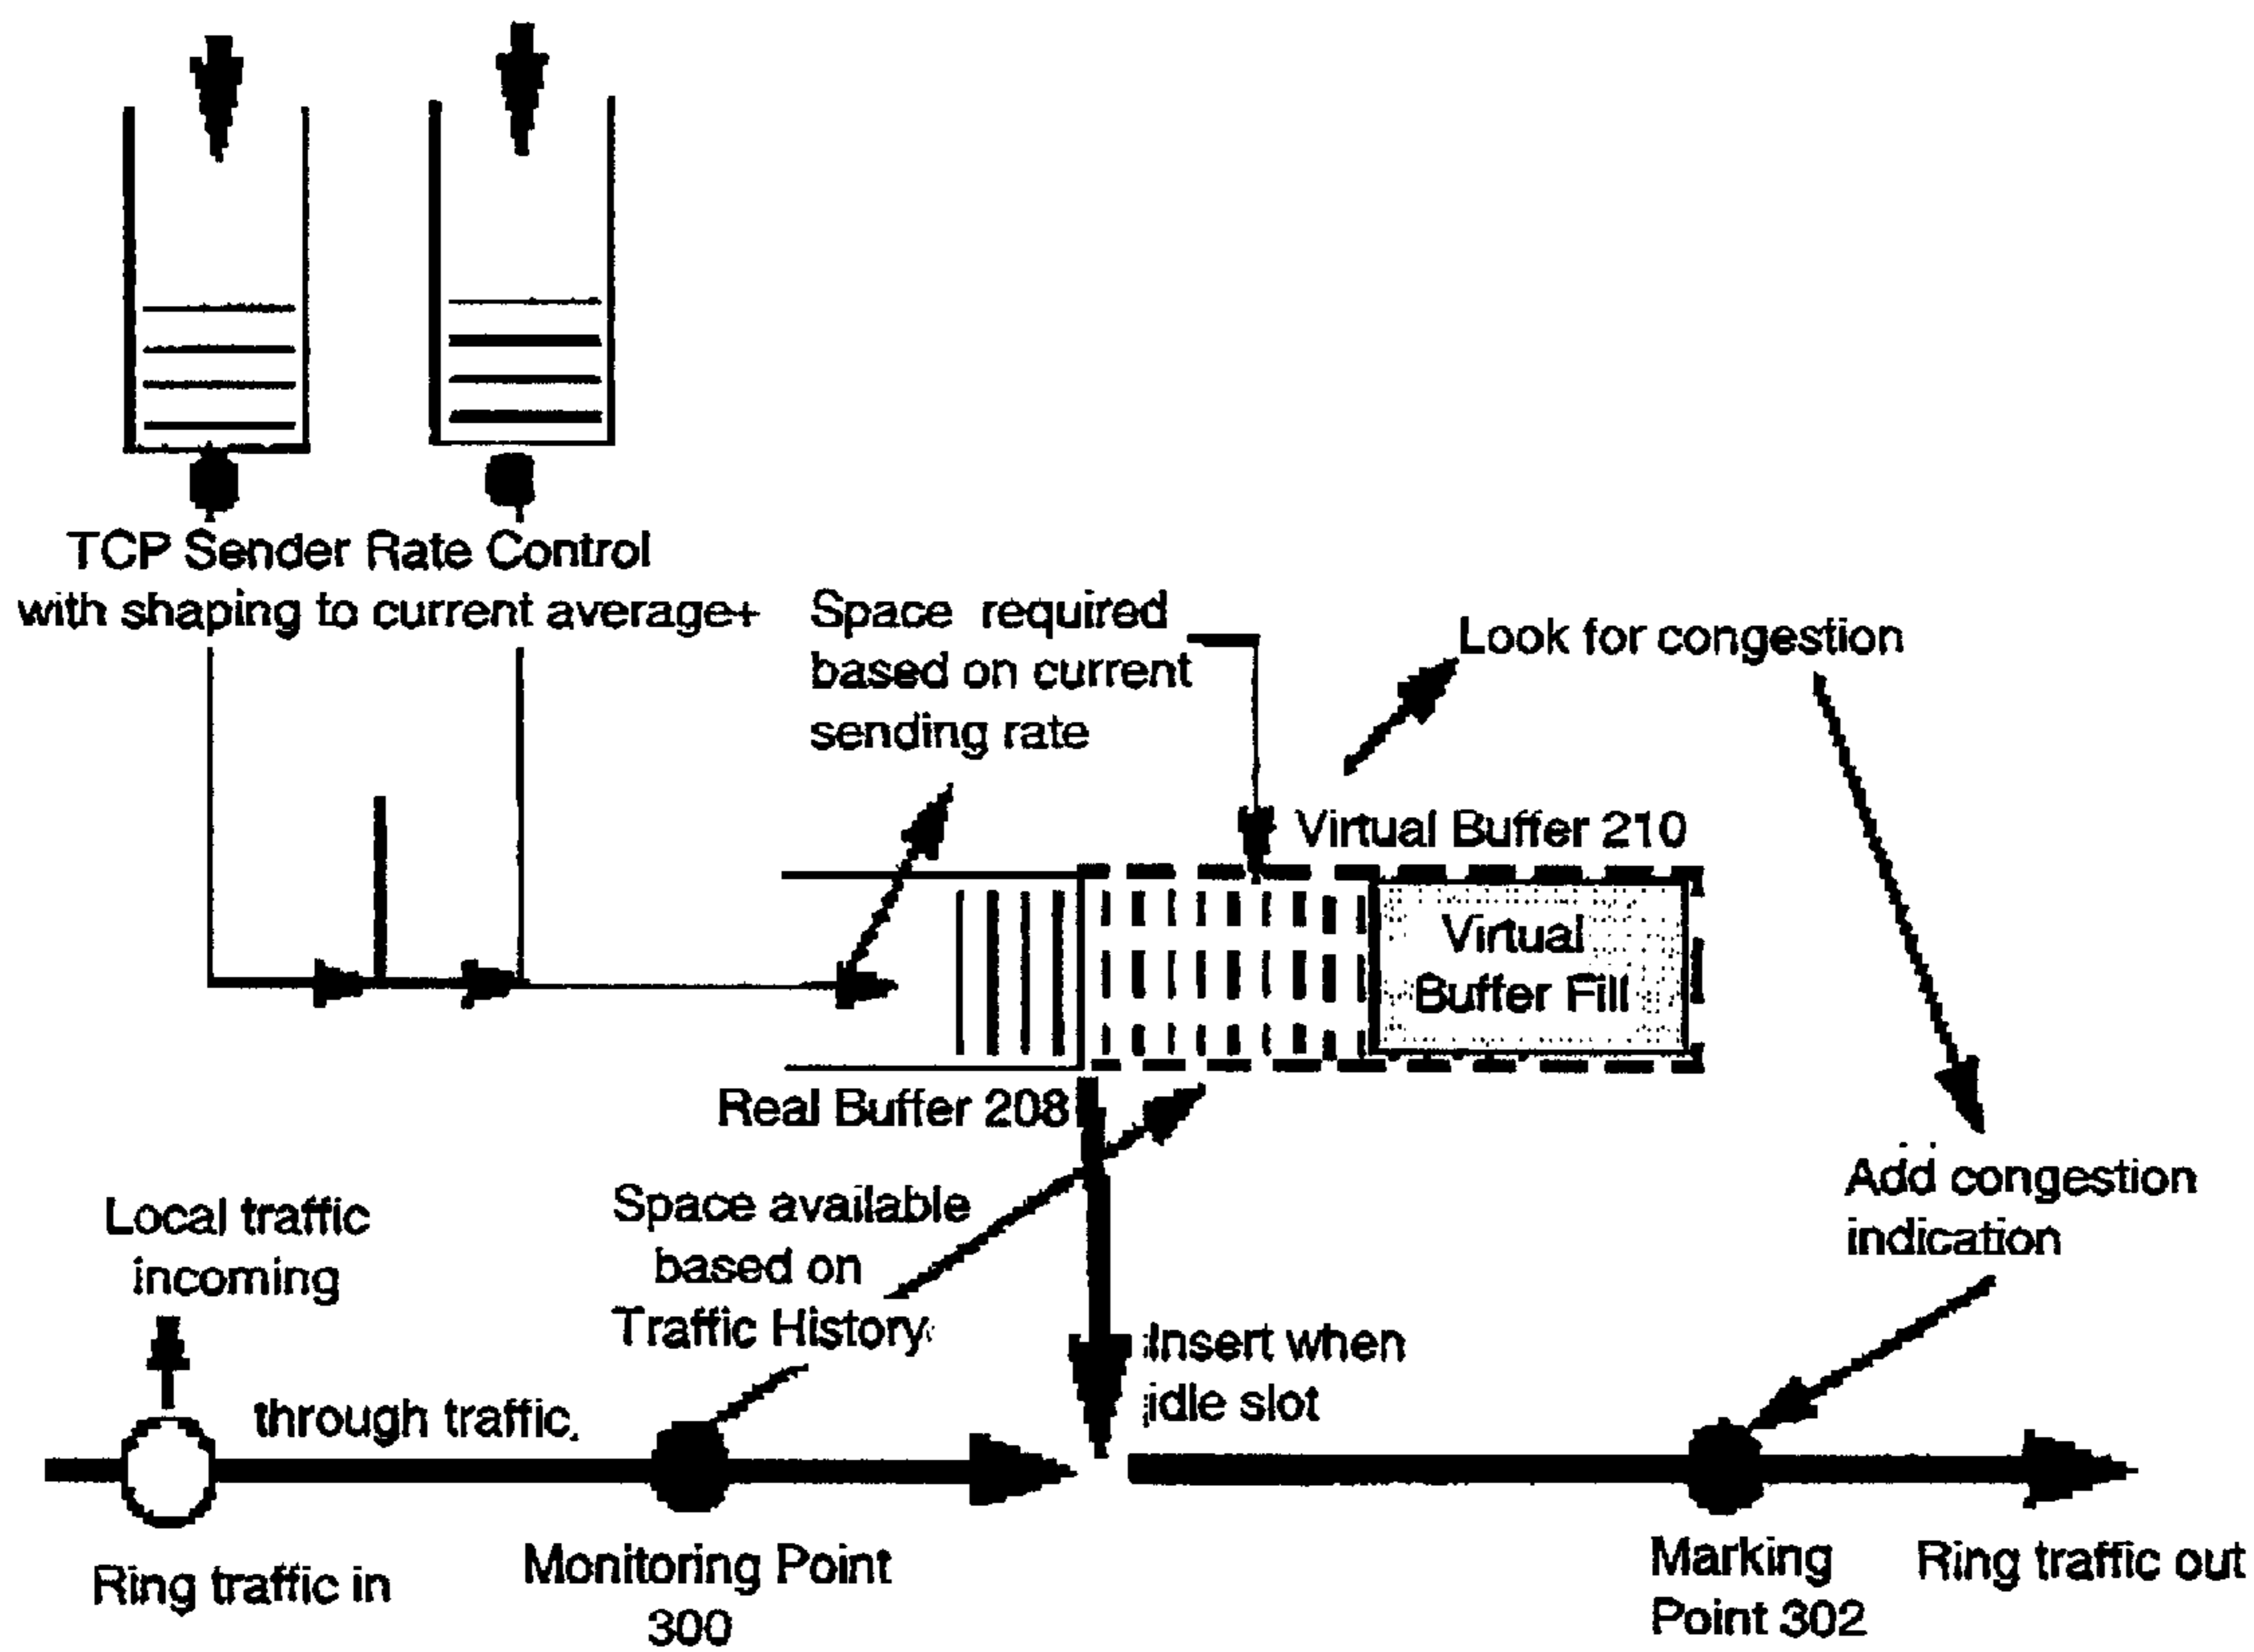 TCP Sender Rate Control
with shaping to current average+
Space required
based on current
sending rate
Look for congestion
Virtual Buffer 210
Virtual
Buffer Fill
Real Buffer 208
Space available
based on
Traffic History
Add congestion
indication
Local traffic
incoming
through traffic
Insert when
idle slot
Ring traffic in
Monitoring Point
300
Marking
Point 302
Ring traffic out